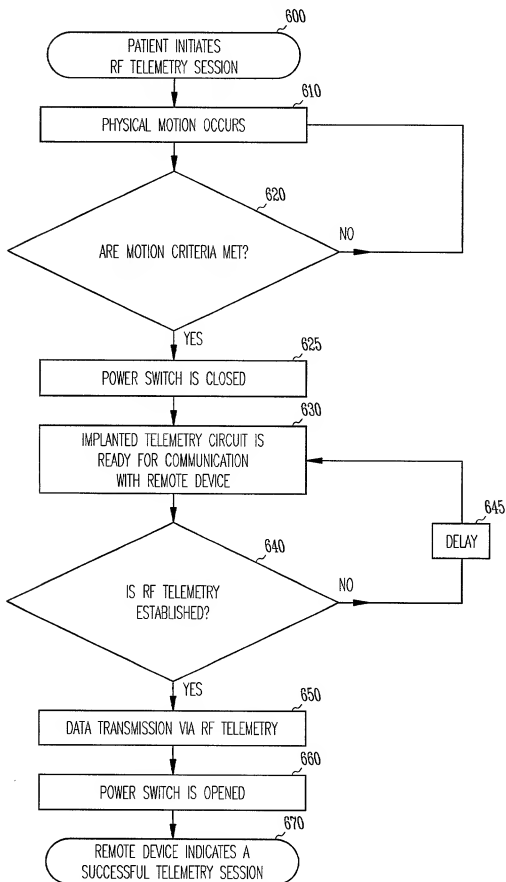 600
PATIENT INITIATES
RF TELEMETRY SESSION
610
PHYSICAL MOTION OCCURS
620
ARE MOTION CRITERIA MET?
NO
YES
625
POWER SWITCH IS CLOSED
630
IMPLANTED TELEMETRY CIRCUIT IS
READY FOR COMMUNICATION
WITH REMOTE DEVICE
645
DELAY
640
IS RF TELEMETRY
ESTABLISHED?
NO
YES
650
DATA TRANSMISSION VIA RF TELEMETRY
660
POWER SWITCH IS OPENED
670
REMOTE DEVICE INDICATES A
SUCCESSFUL TELEMETRY SESSION